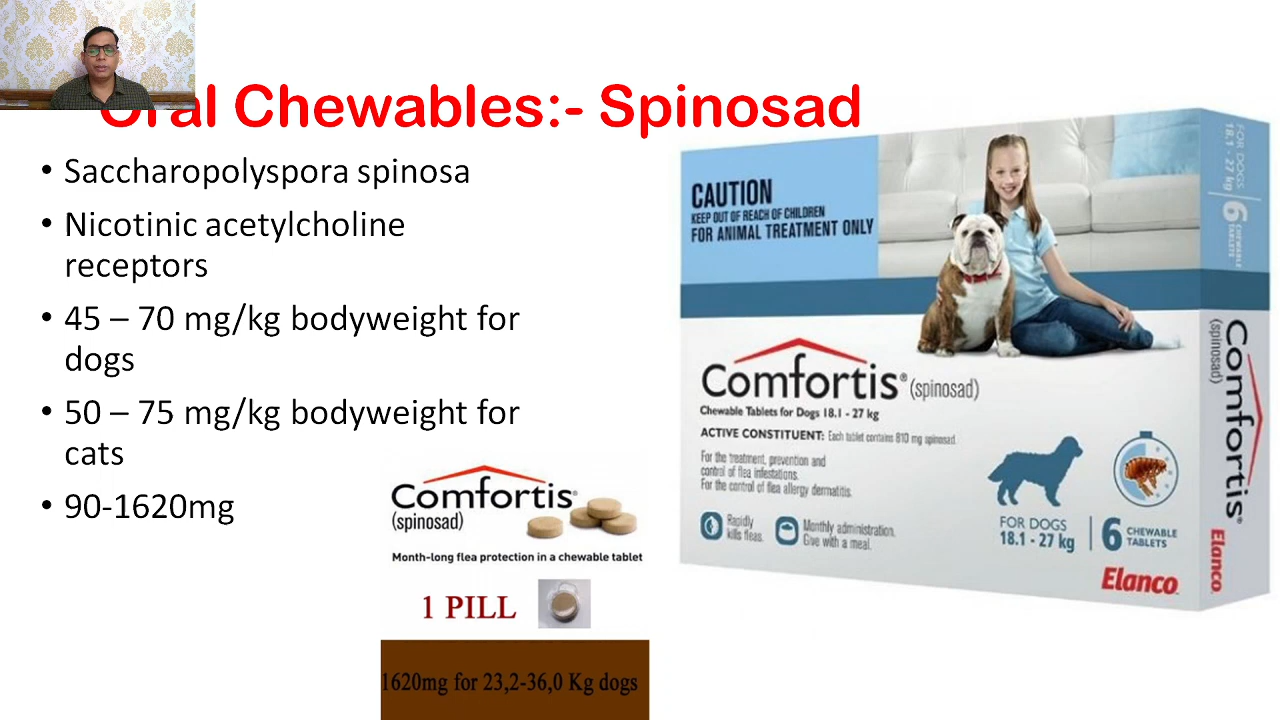 Oral Chewables:- Spinosad
• Saccharopolyspora spinosa
• Nicotinic acetylcholine
receptors
• 45 – 70 mg/kg bodyweight for
dogs
• 50 – 75 mg/kg bodyweight for
cats
• 90-1620mg
Comfortis®
(spinosad)
Month-long flea protection in a chewable tablet
1 PILL
1620mg for 23,2-36,0 Kg dogs
CAUTION
KEEP OUT OF REACH OF CHILDREN
FOR ANIMAL TREATMENT ONLY
Comfortis® (spinosad)
Chewable Tablets for Dogs 18.1 - 27 kg
ACTIVE CONSTITUENT: Each tablet contains 810 mg spinosad.
For the treatment, prevention and
control of flea infestations.
For the control of flea allergy dermatitis.
Rapidly
kills fleas.
Monthly administration.
Give with a meal.
FOR DOGS
18.1 - 27 kg
6 CHEWABLE
TABLETS
Elanco
FOR DOGS
18.1 - 27 kg
6 CHEWABLE
TABLETS
Comfortis®
(spinosad)
Elanco